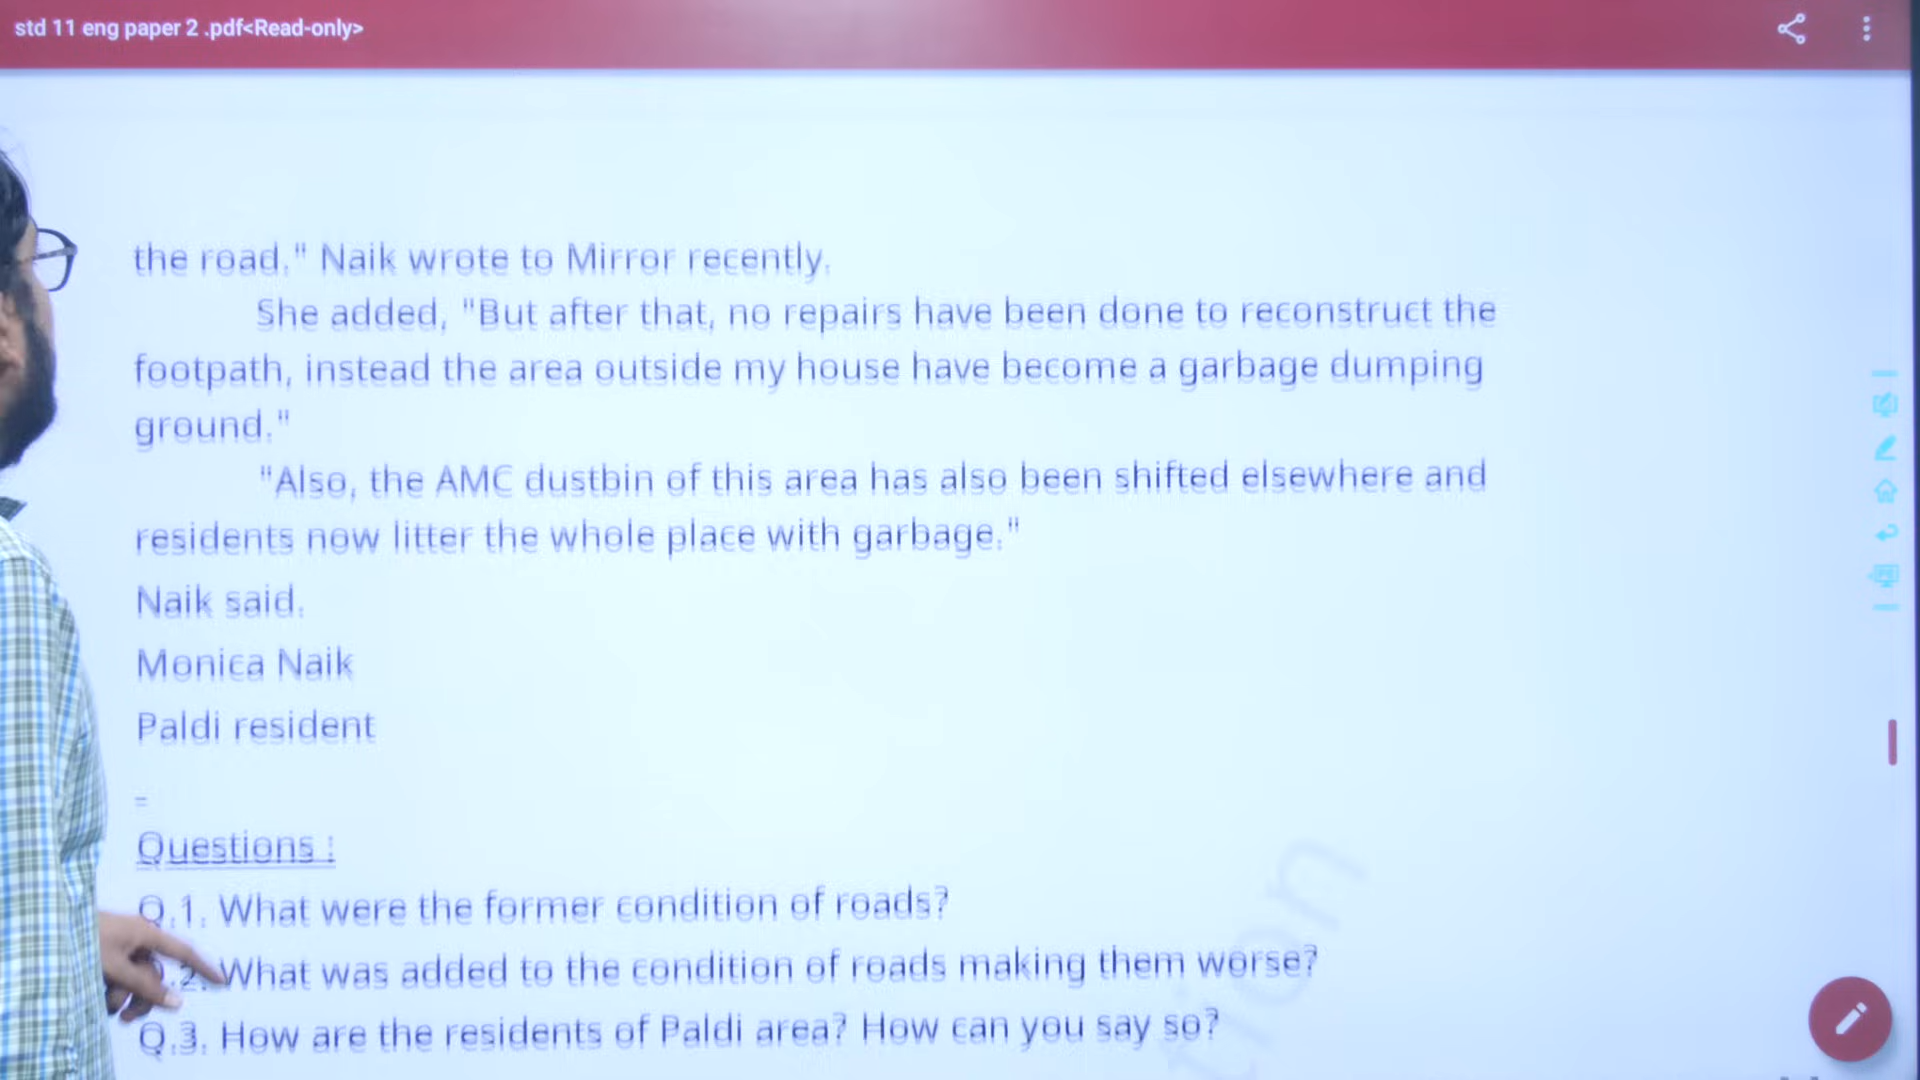 std 11 eng paper 2 .pdf<Read-only>
the road." Naik wrote to Mirror recently.
She added, "But after that, no repairs have been done to reconstruct the
footpath, instead the area outside my house have become a garbage dumping
ground."
"Also, the AMC dustbin of this area has also been shifted elsewhere and
residents now litter the whole place with garbage."
Naik said.
Monica Naik
Paldi resident
=
Questions :
Q.1. What were the former condition of roads?
Q.2. What was added to the condition of roads making them worse?
Q.3. How are the residents of Paldi area? How can you say so?
tion